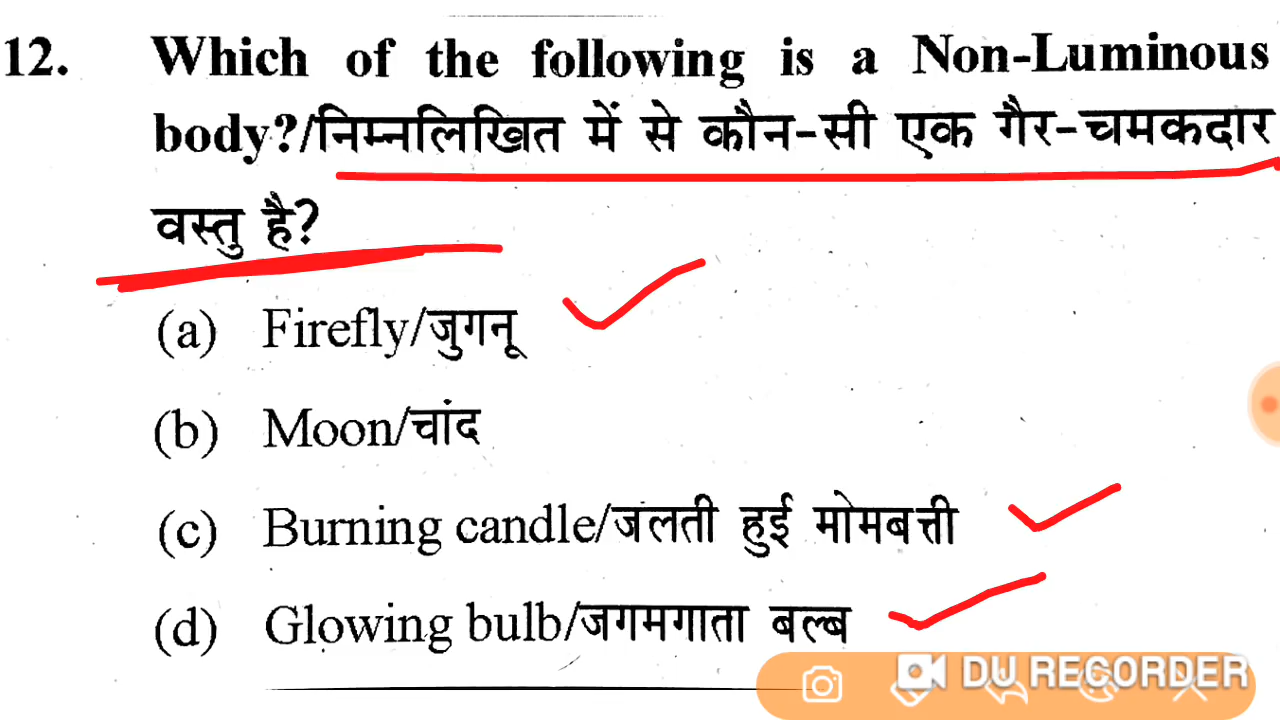 12. Which of the following is a Non-Luminous
body?/निम्नलिखित में से कौन-सी एक गैर-चमकदार
वस्तु है?
(a) Firefly/जुगनू
(b) Moon/चांद
(c) Burning candle/जलती हुई मोमबत्ती
(d) Glowing bulb/जगमगाता बल्ब
DU RECORDER